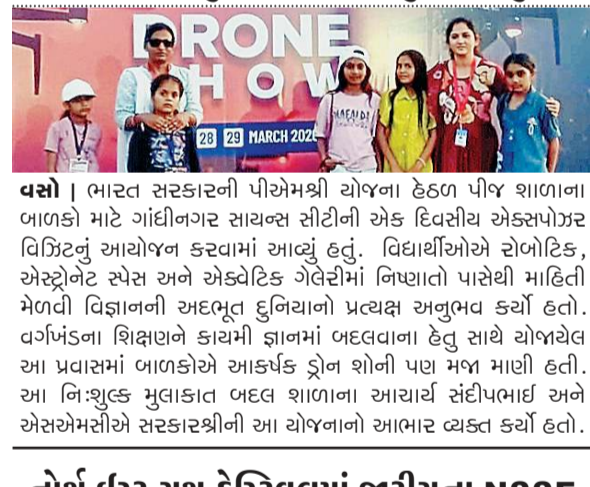 DRONE
HOW
28 29 MARCH 202
વસો | ભારત સરકારની પીએમશ્રી યોજના હેઠળ પીજ શાળાના
બાળકો માટે ગાંધીનગર સાયન્સ સીટીની એક દિવસીય એક્સપોઝર
વિઝિટનું આયોજન કરવામાં આવ્યું હતું. વિદ્યાર્થીઓએ રોબોટિક,
એસ્ટ્રોનેટ સ્પેસ અને એક્વેટિક ગેલેરીમાં નિષ્ણાતો પાસેથી માહિતી
મેળવી વિજ્ઞાનની અદભૂત દુનિયાનો પ્રત્યક્ષ અનુભવ કર્યો હતો.
વર્ગખંડના શિક્ષણને કાયમી જ્ઞાનમાં બદલવાના હેતુ સાથે યોજાયેલ
આ પ્રવાસમાં બાળકોએ આકર્ષક ડ્રોન શોની પણ મજા માણી હતી.
આ નિઃશુલ્ક મુલાકાત બદલ શાળાના આચાર્ય સંદીપભાઈ અને
એસએમસીએ સરકારશ્રીની આ યોજનાનો આભાર વ્યક્ત કર્યો હતો.